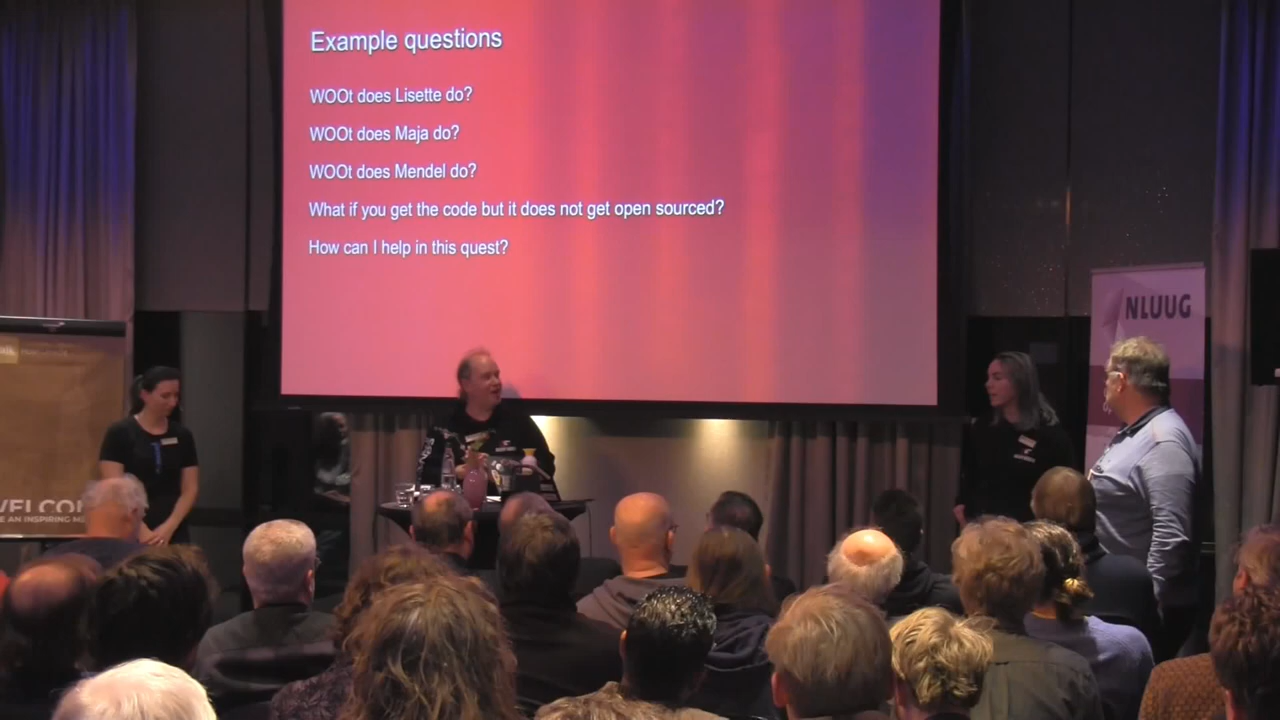 Example questions
WOOt does Lisette do?
WOOt does Maja do?
WOOt does Mendel do?
What if you get the code but it does not get open sourced?
How can I help in this quest?
NLUUG